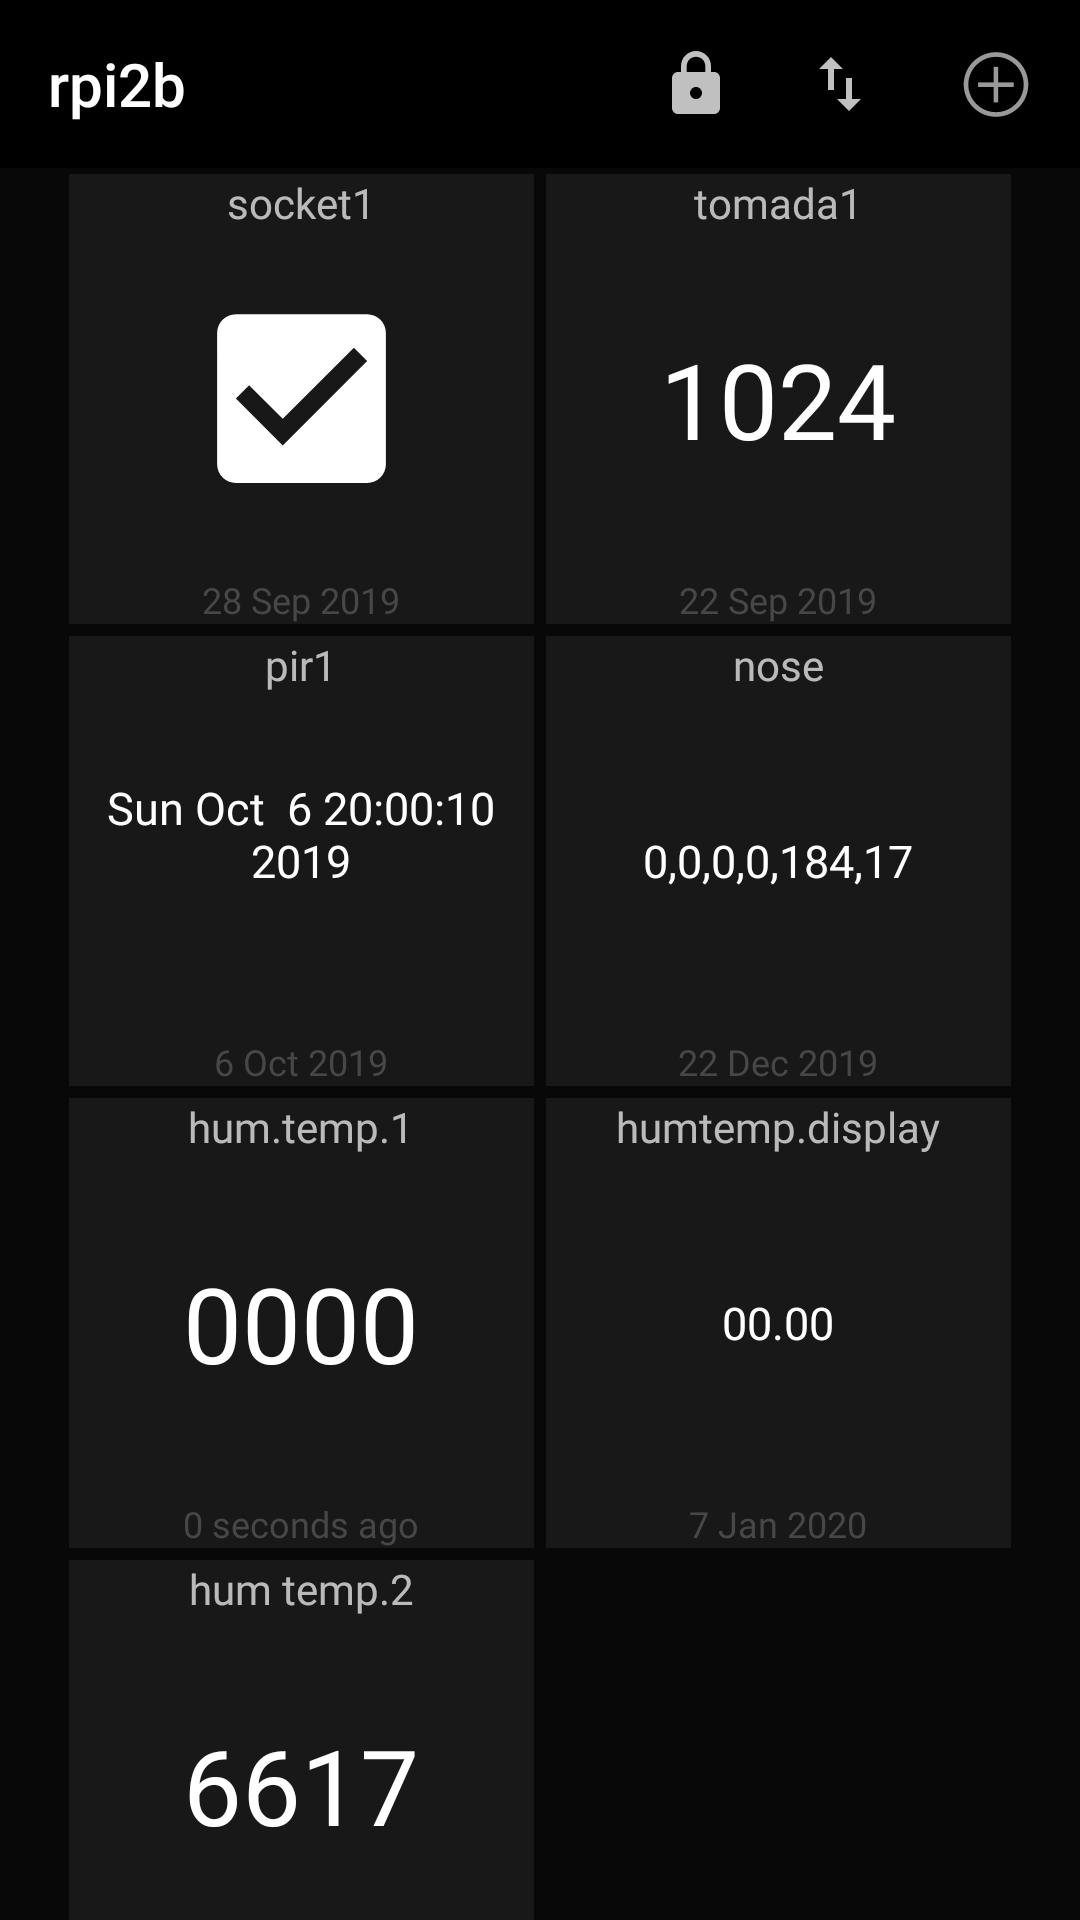 rpi2b
socket1
28 Sep 2019
tomada1
1024
22 Sep 2019
pir1
Sun Oct  6 20:00:10
2019
6 Oct 2019
nose
0,0,0,0,184,17
22 Dec 2019
hum.temp.1
0000
0 seconds ago
humtemp.display
00.00
7 Jan 2020
hum temp.2
6617